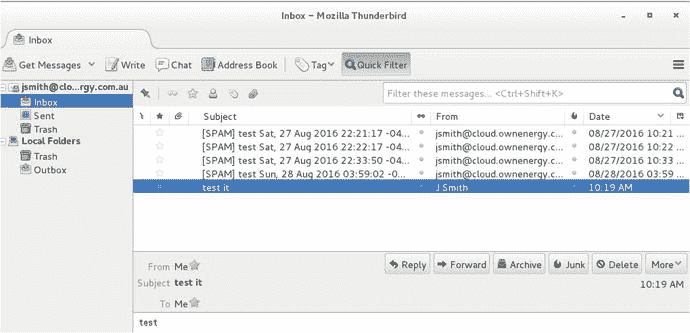 Inbox - Mozilla Thunderbird
Inbox
Get Messages Write Chat Address Book Tag Quick Filter
jsmith@clo...rgy.com.au
Inbox
Sent
Trash
Local Folders
Trash
Outbox
Filter these messages... <Ctrl+Shift+K>
Subject From Date
[SPAM] test Sat, 27 Aug 2016 22:21:17 -04... jsmith@cloud.ownenergy.c... 08/27/2016 10:21 ...
[SPAM] test Sat, 27 Aug 2016 22:22:17 -04... jsmith@cloud.ownenergy.c... 08/27/2016 10:22 ...
[SPAM] test Sat, 27 Aug 2016 22:33:50 -04... jsmith@cloud.ownenergy.c... 08/27/2016 10:33 ...
[SPAM] test Sun, 28 Aug 2016 03:59:02 -0... jsmith@cloud.ownenergy.c... 08/28/2016 03:59 ...
test it J Smith 10:19 AM
From Me Reply Forward Archive Junk Delete More
Subject test it 10:19 AM
To Me
test